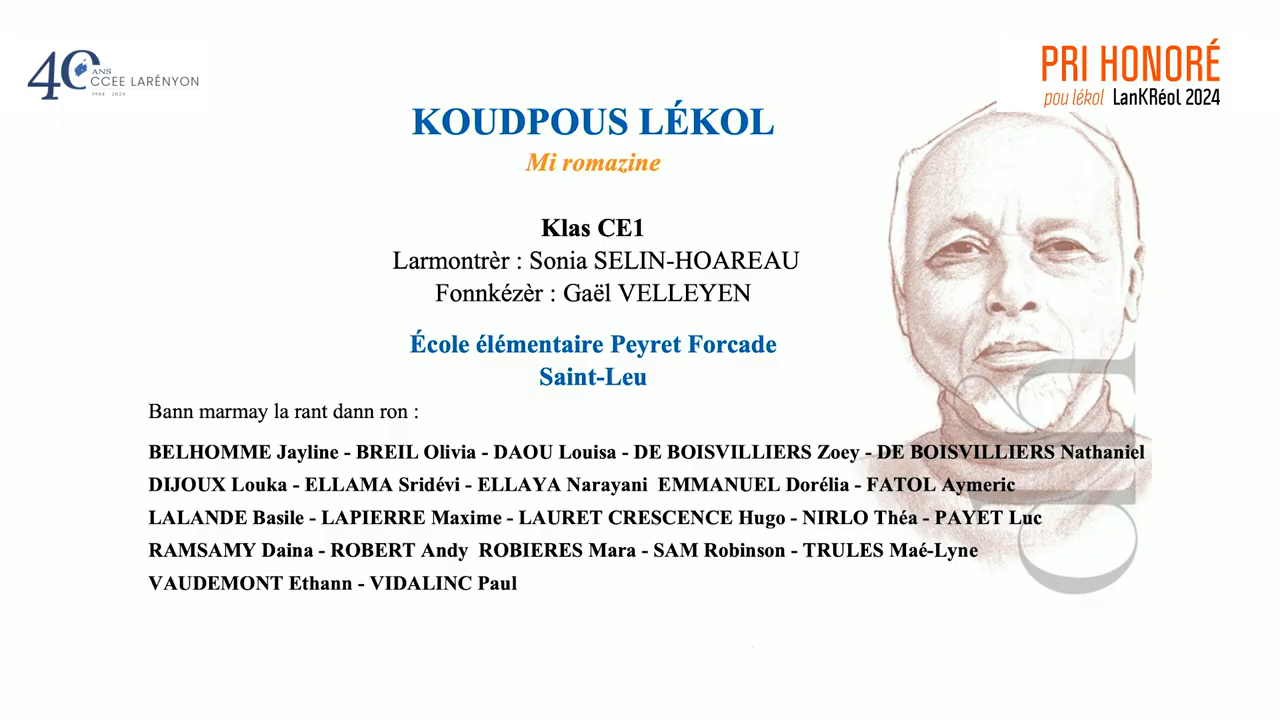 40 ANS
CCEE LARÉNYON
1984 2024
PRI HONORÉ
pou lékol LanKRéol 2024
KOUDPOUS LÉKOL
Mi romazine
Klas CE1
Larmontrèr : Sonia SELIN-HOAREAU
Fonnkézèr : Gaël VELLEYEN
École élémentaire Peyret Forcade
Saint-Leu
Bann marmay la rant dann ron :
BELHOMME Jayline - BREIL Olivia - DAOU Louisa - DE BOISVILLIERS Zoey - DE BOISVILLIERS Nathaniel
DIJOUX Louka - ELLAMA Sridévi - ELLAYA Narayani EMMANUEL Dorélia - FATOL Aymeric
LALANDE Basile - LAPIERRE Maxime - LAURET CRESCENCE Hugo - NIRLO Théa - PAYET Luc
RAMSAMY Daina - ROBERT Andy ROBIERES Mara - SAM Robinson - TRULES Maé-Lyne
VAUDEMONT Ethann - VIDALINC Paul